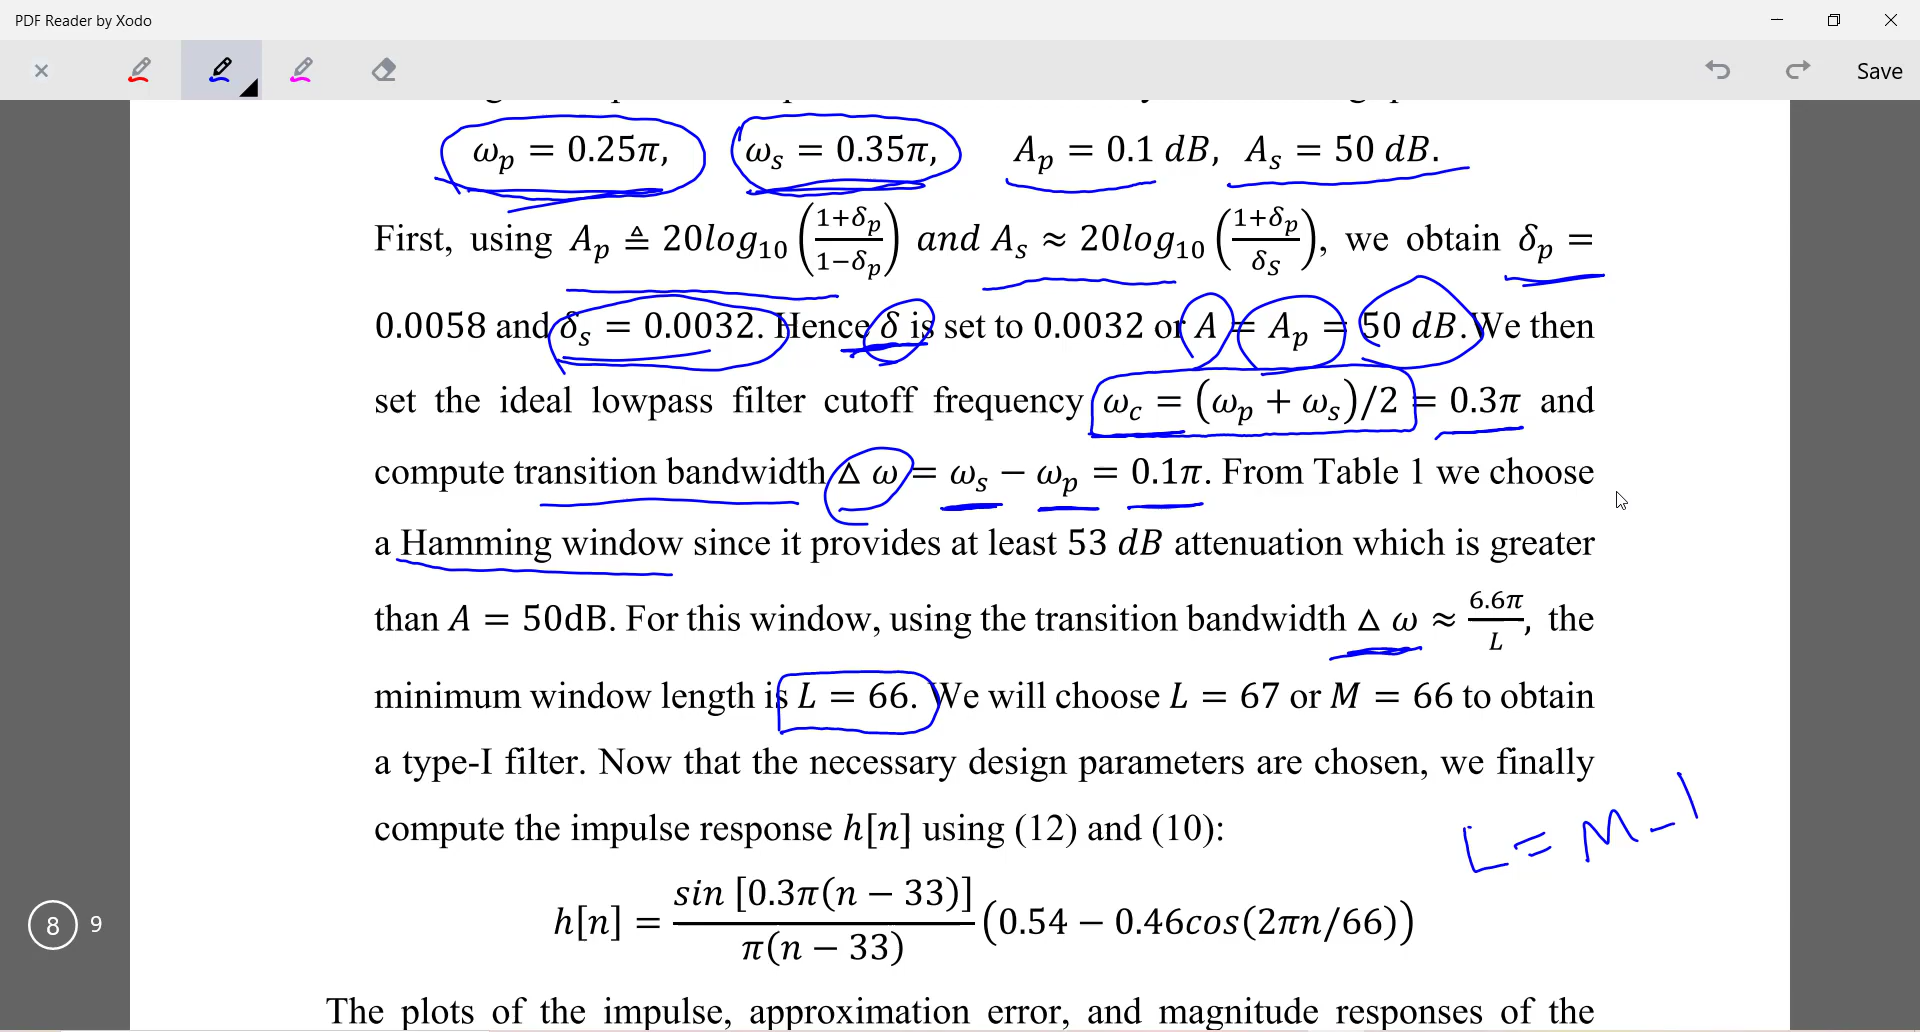 PDF Reader by Xodo
Save
ωₚ = 0.25π, ωₛ = 0.35π, Aₚ = 0.1 dB, Aₛ = 50 dB.
First, using Aₚ ≜ 20log₁₀((1+δₚ)/(1−δₚ)) and Aₛ ≈ 20log₁₀((1+δₚ)/δ_S), we obtain δₚ =
0.0058 and δₛ = 0.0032. Hence δ is set to 0.0032 or A = Aₚ = 50 dB.We then
set the ideal lowpass filter cutoff frequency ω_c = (ωₚ + ωₛ)/2 = 0.3π and
compute transition bandwidth △ ω = ωₛ − ωₚ = 0.1π. From Table 1 we choose
a Hamming window since it provides at least 53 dB attenuation which is greater
than A = 50dB. For this window, using the transition bandwidth △ ω ≈ 6.6π/L, the
minimum window length is L = 66. We will choose L = 67 or M = 66 to obtain
a type-I filter. Now that the necessary design parameters are chosen, we finally
compute the impulse response h[n] using (12) and (10):
L = M - 1
h[n] = sin [0.3π(n − 33)]/π(n − 33) (0.54 − 0.46cos(2πn/66))
8 9
The plots of the impulse, approximation error, and magnitude responses of the